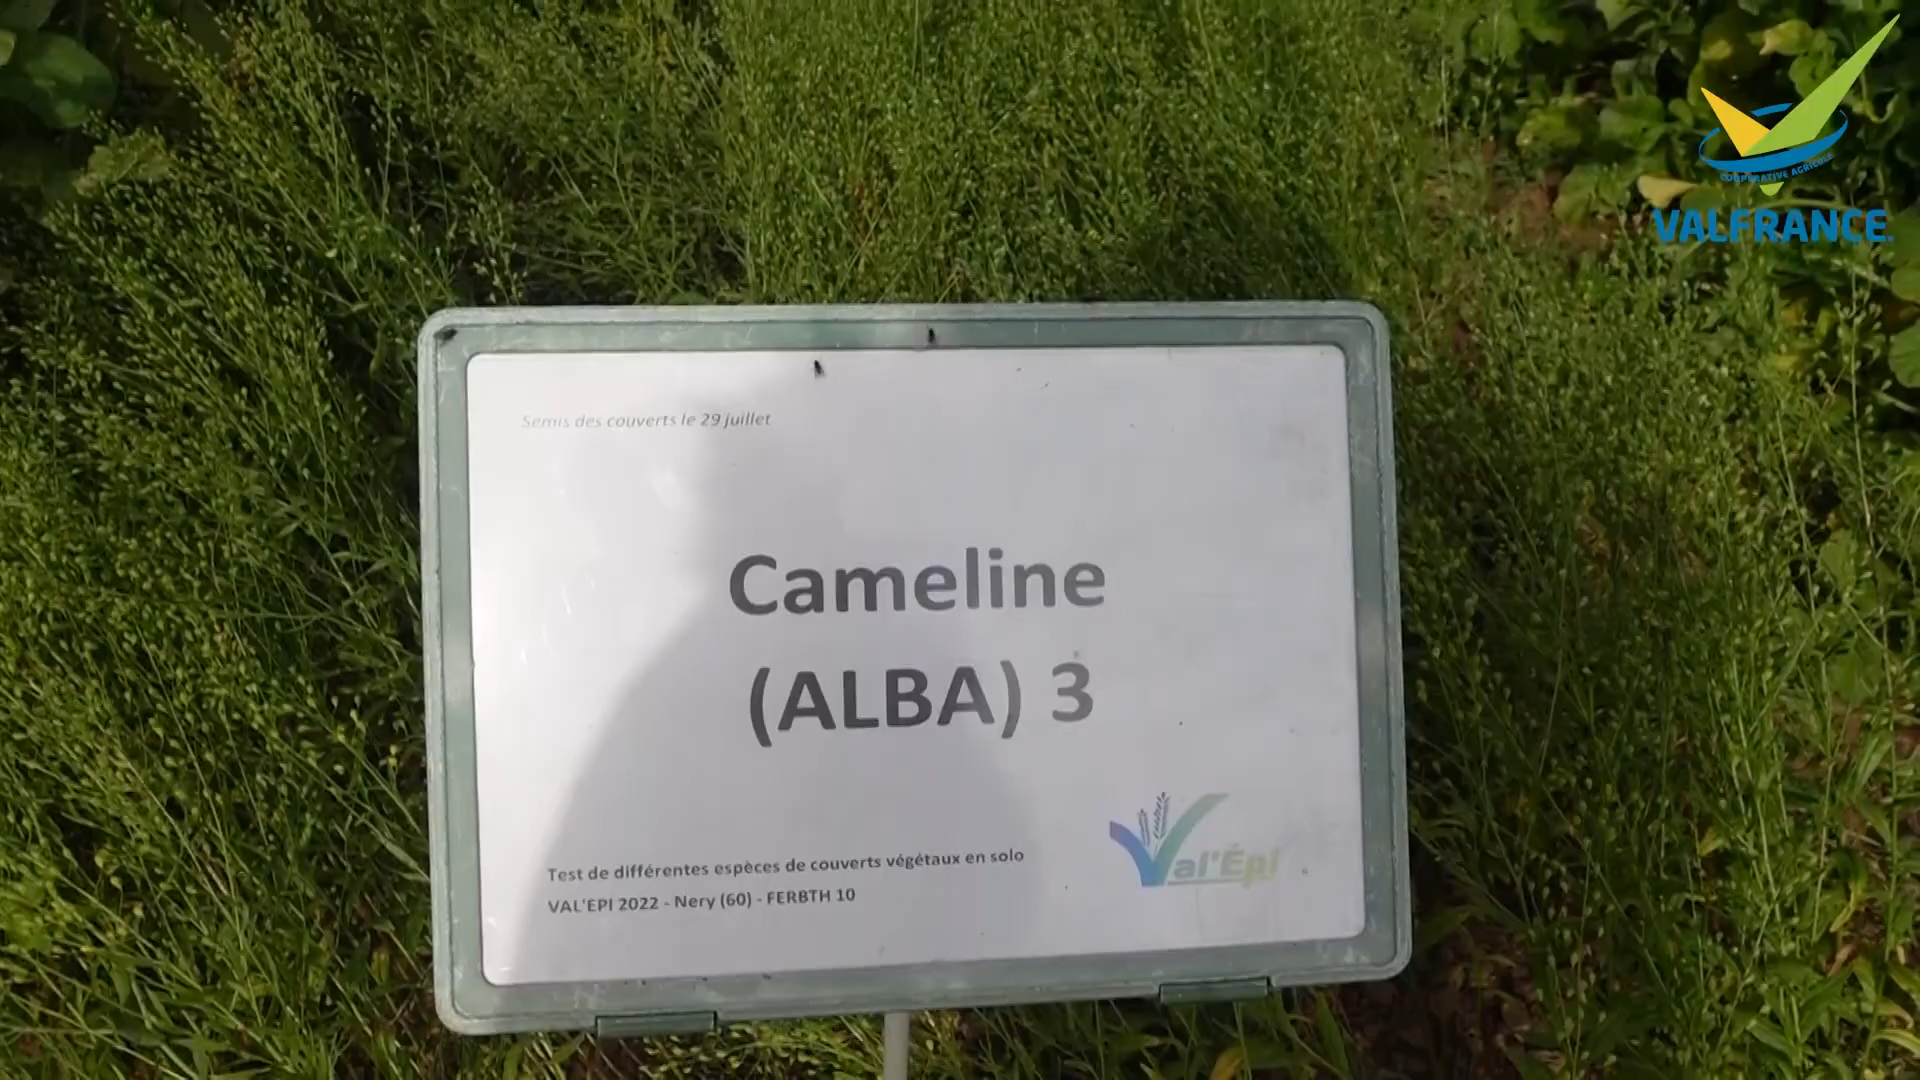 COOPÉRATIVE AGRICOLE
VALFRANCE
Semis des couverts le 29 juillet
Cameline
(ALBA) 3
Val'Épi
Test de différentes espèces de couverts végétaux en solo
VAL'EPI 2022 - Nery (60) - FERBTH 10